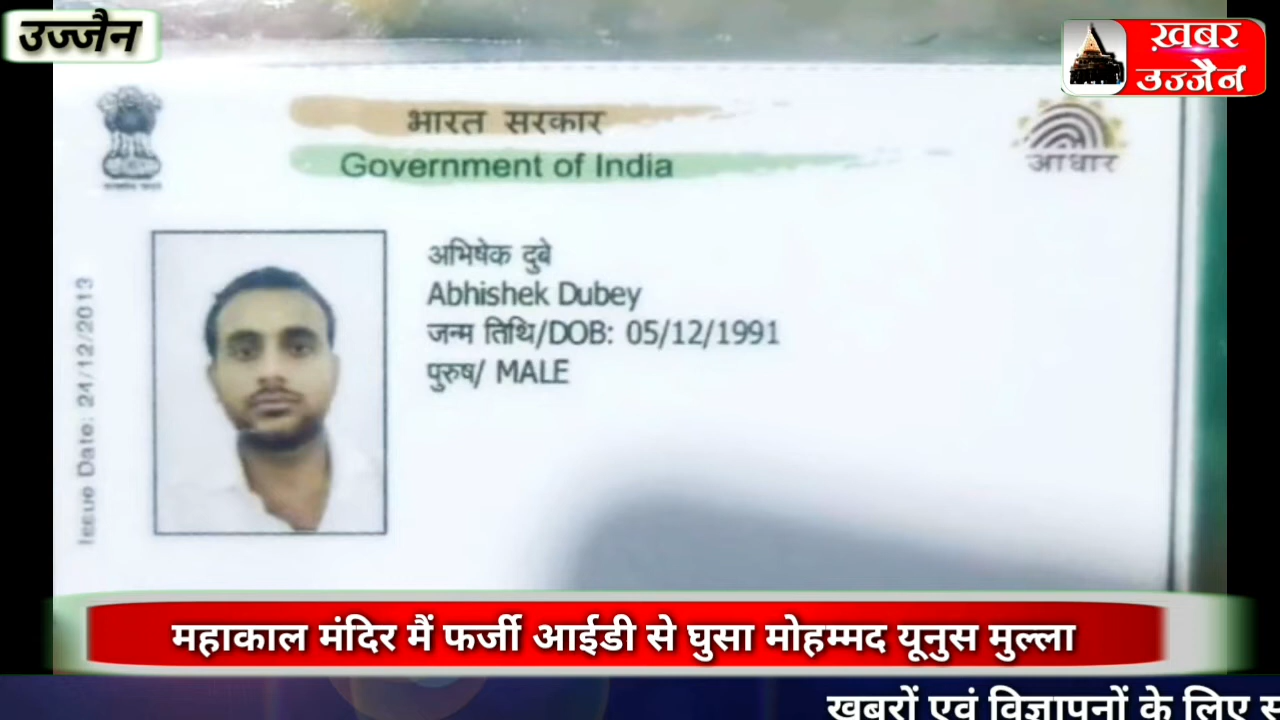 उज्जैन
ख़बर
उज्जैन
भारत सरकार
Government of India
आधार
अभिषेक दुबे
Abhishek Dubey
जन्म तिथि/DOB: 05/12/1991
पुरुष/ MALE
Issue Date: 24/12/2013
महाकाल मंदिर मैं फर्जी आईडी से घुसा मोहम्मद यूनुस मुल्ला
खबरों एवं विज्ञापनों के लिए